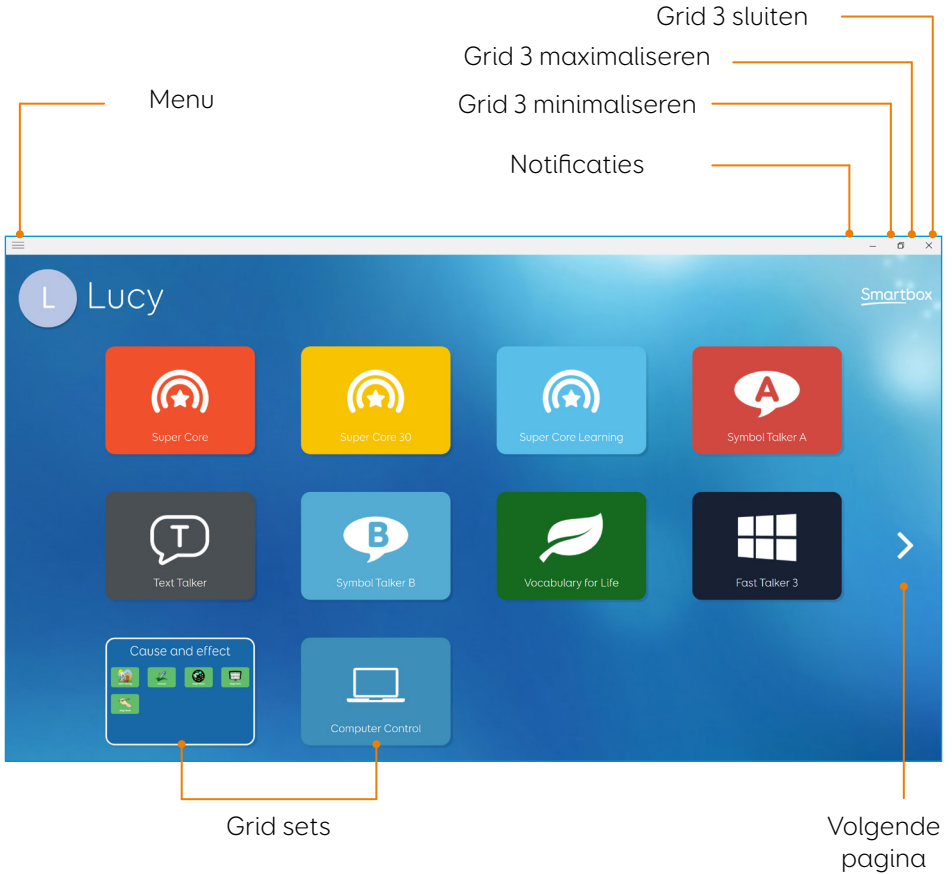 Grid 3 sluiten
Grid 3 maximaliseren
Menu
Grid 3 minimaliseren
Notificaties
L Lucy
Smartbox
Super Core
Super Core 30
Super Core Learning
A
Symbol Talker A
T
Text Talker
B
Symbol Talker B
Vocabulary for Life
Fast Talker 3
Cause and effect
Computer Control
Grid sets
Volgende
pagina